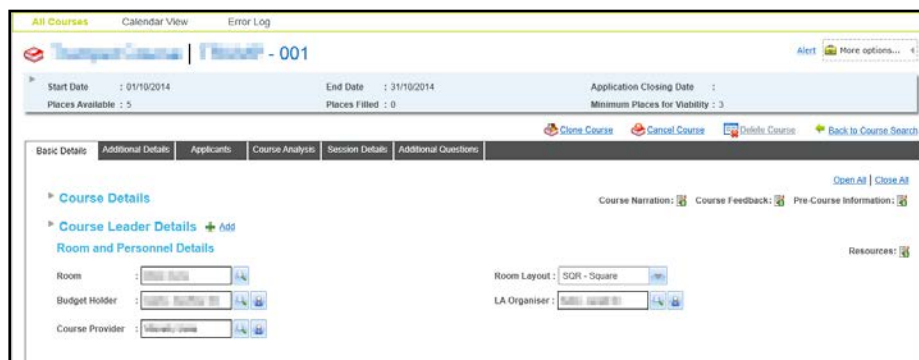 All Courses Calendar View Error Log
- 001 Alert More options...
Start Date : 01/10/2014 End Date : 31/10/2014 Application Closing Date :
Places Available : 5 Places Filled : 0 Minimum Places for Viability : 3
Clone Course Cancel Course Delete Course Back to Course Search
Basic Details Additional Details Applicants Course Analysis Session Details Additional Questions
Open All | Close All
Course Details Course Narration: Course Feedback: Pre-Course Information:
Course Leader Details Add
Room and Personnel Details Resources:
Room : Room Layout : SQR - Square
Budget Holder : LA Organiser :
Course Provider :